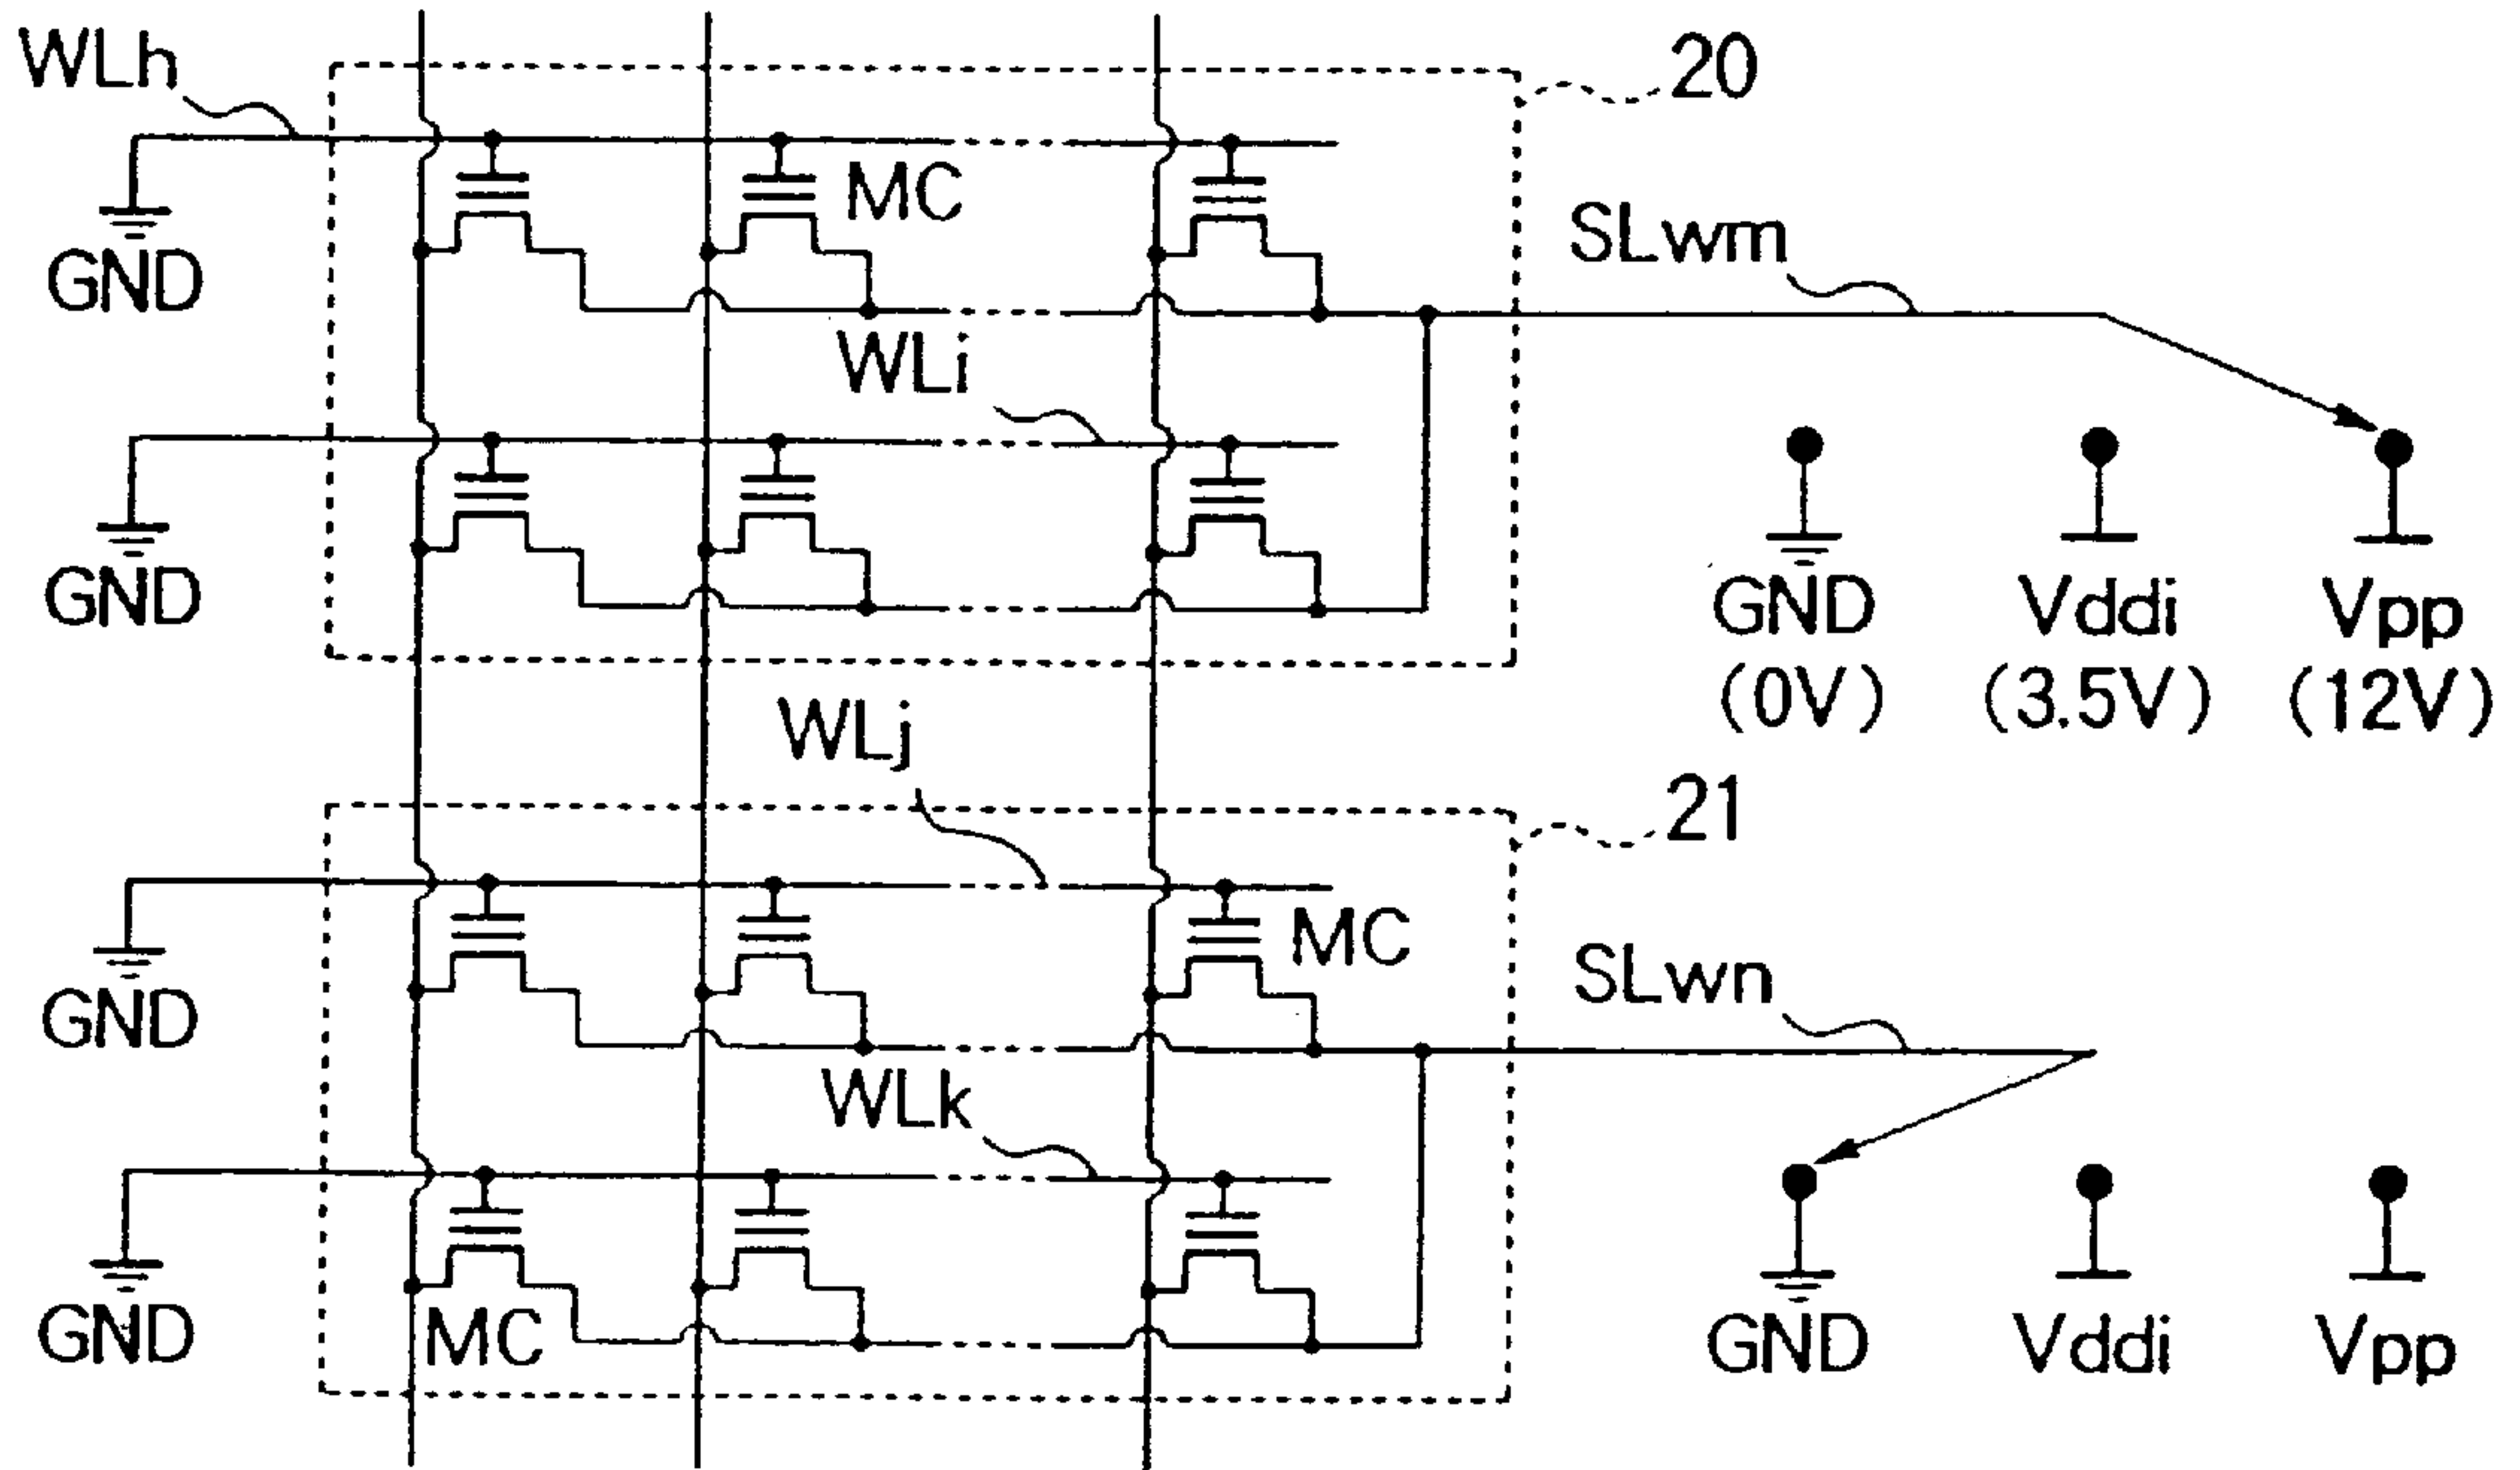 WLh
20
MC
GND
SLwm
WLi
GND
GND
Vddi
Vpp
(0V)
(3.5V)
(12V)
WLj
21
MC
GND
SLwn
WLk
GND
MC
GND
Vddi
Vpp